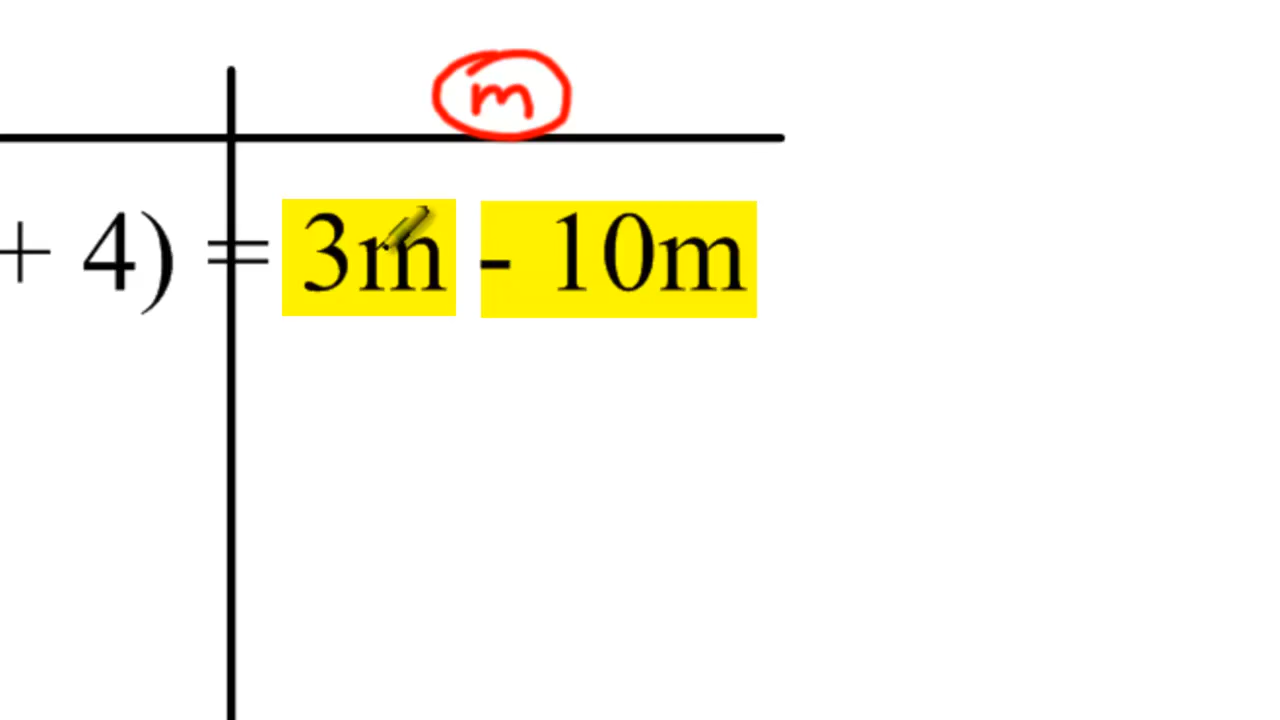 m
+ 4) = 3m - 10m